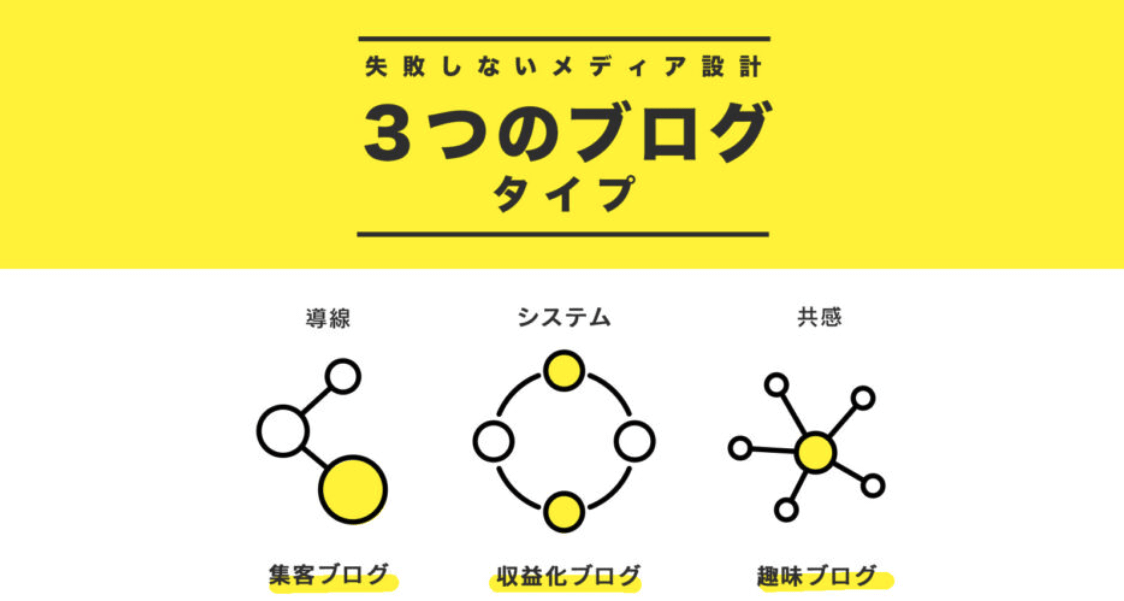 失敗しないメディア設計
3つのブログ
タイプ
導線
システム
共感
集客ブログ
収益化ブログ
趣味ブログ